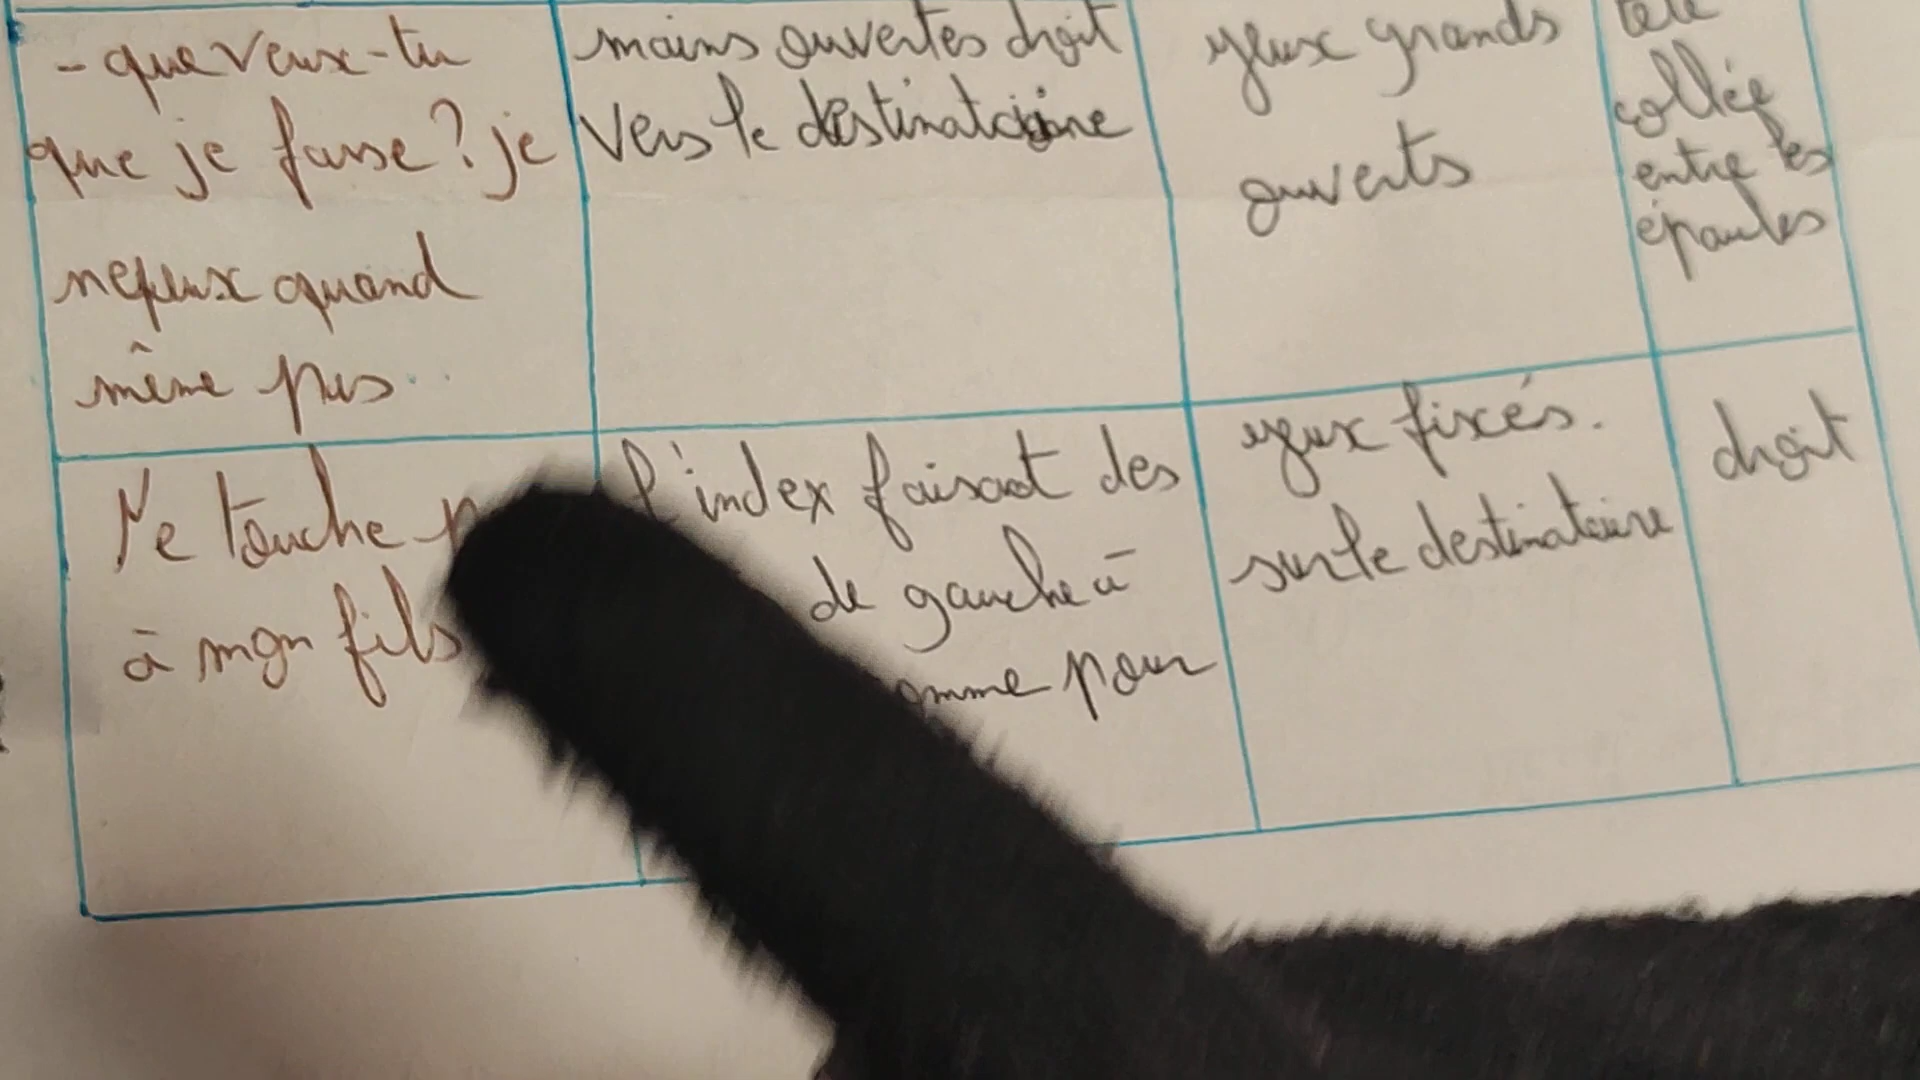 - que veux-tu
que je fasse ? je
ne peux quand
même pas..
mains ouvertes droit
vers le destinataire
yeux grands
ouverts
tête
collée
entre les
épaules
Ne touche
à mon fils
l'index faisant des
de gauche à
pour
yeux fixés.
sur le destinataire
droit